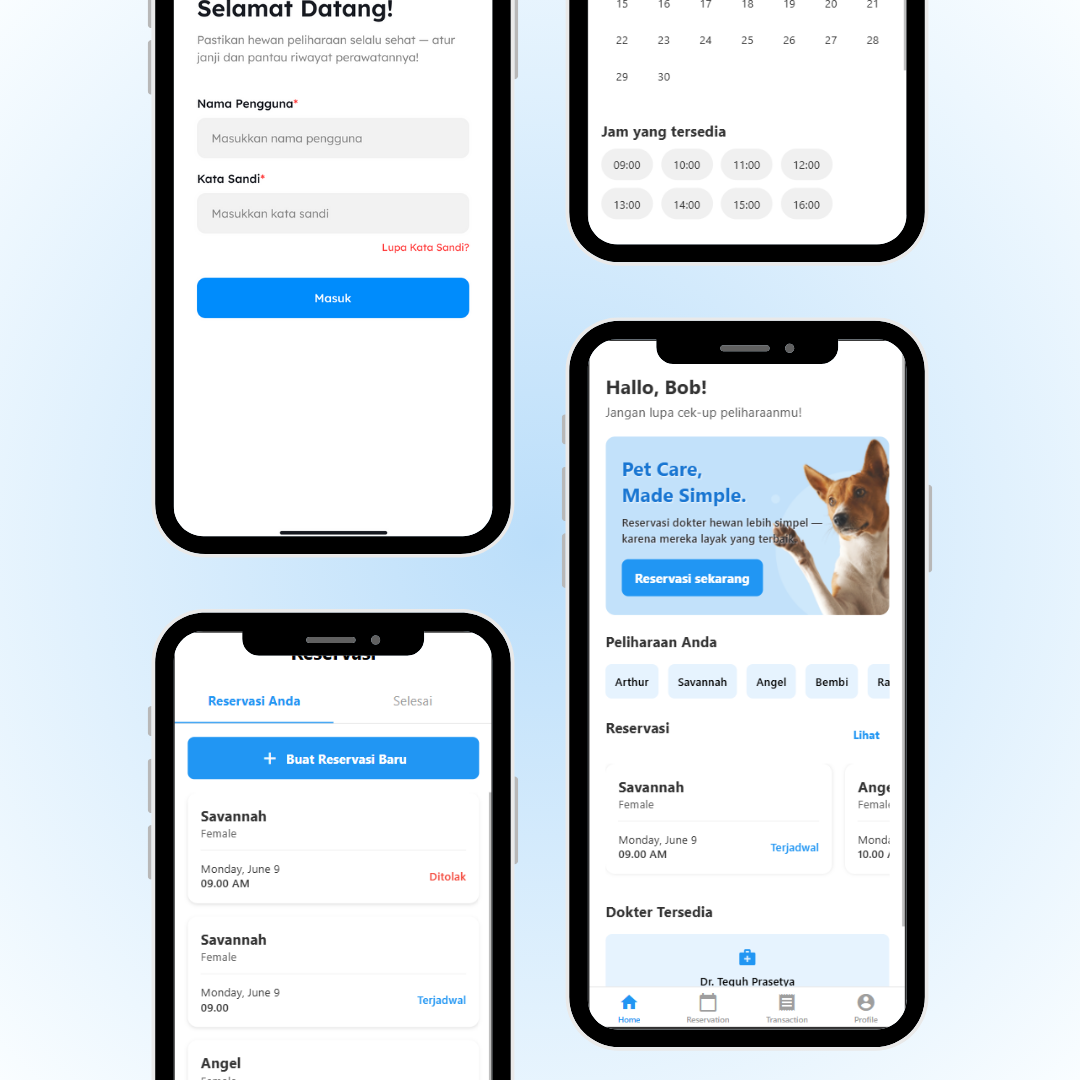 Selamat Datang!
Pastikan hewan peliharaan selalu sehat — atur
janji dan pantau riwayat perawatannya!
Nama Pengguna*
Masukkan nama pengguna
Kata Sandi*
Masukkan kata sandi
Lupa Kata Sandi?
Masuk
15 16 17 18 19 20 21
22 23 24 25 26 27 28
29 30
Jam yang tersedia
09:00 10:00 11:00 12:00
13:00 14:00 15:00 16:00
Reservasi
Reservasi Anda Selesai
+ Buat Reservasi Baru
Savannah
Female
Monday, June 9
09.00 AM
Ditolak
Savannah
Female
Monday, June 9
09.00
Terjadwal
Angel
Hallo, Bob!
Jangan lupa cek-up peliharaanmu!
Pet Care,
Made Simple.
Reservasi dokter hewan lebih simpel —
karena mereka layak yang terbaik.
Reservasi sekarang
Peliharaan Anda
Arthur Savannah Angel Bembi Ra
Reservasi
Lihat
Savannah
Female
Monday, June 9
09.00 AM
Terjadwal
Ange
Female
Monda
10.00 A
Dokter Tersedia
Dr. Teguh Prasetya
Home Reservation Transaction Profile